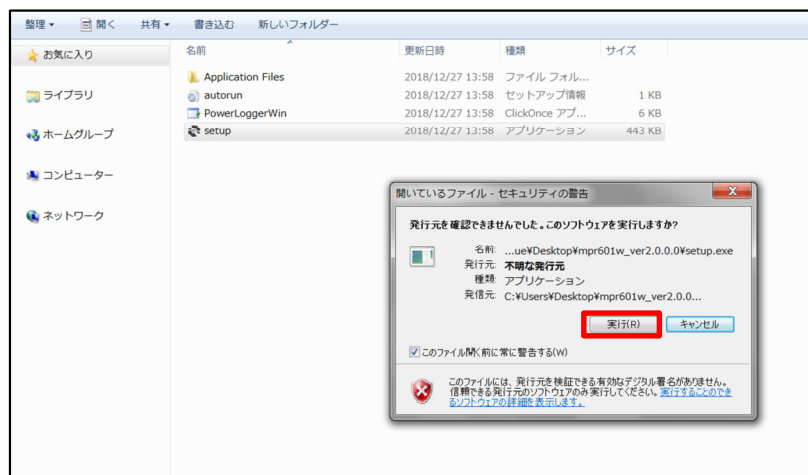 整理 開く 共有 書き込む 新しいフォルダー
お気に入り
ライブラリ
ホームグループ
コンピューター
ネットワーク
名前 更新日時 種類 サイズ
Application Files 2018/12/27 13:58 ファイル フォル...
autorun 2018/12/27 13:58 セットアップ情報 1 KB
PowerLoggerWin 2018/12/27 13:58 ClickOnce アプ... 6 KB
setup 2018/12/27 13:58 アプリケーション 443 KB
開いているファイル - セキュリティの警告
発行元を確認できませんでした。このソフトウェアを実行しますか?
名前: ...ue¥Desktop¥mpr601w_ver2.0.0.0¥setup.exe
発行元: 不明な発行元
種類: アプリケーション
発信元: C:¥Users¥Desktop¥mpr601w_ver2.0.0...
実行(R) キャンセル
このファイルを開く前に常に警告する(W)
このファイルには、発行元を検証できる有効なデジタル署名がありません。
信頼できる発行元のソフトウェアのみ実行してください。実行することのでき
るソフトウェアの詳細を表示します。